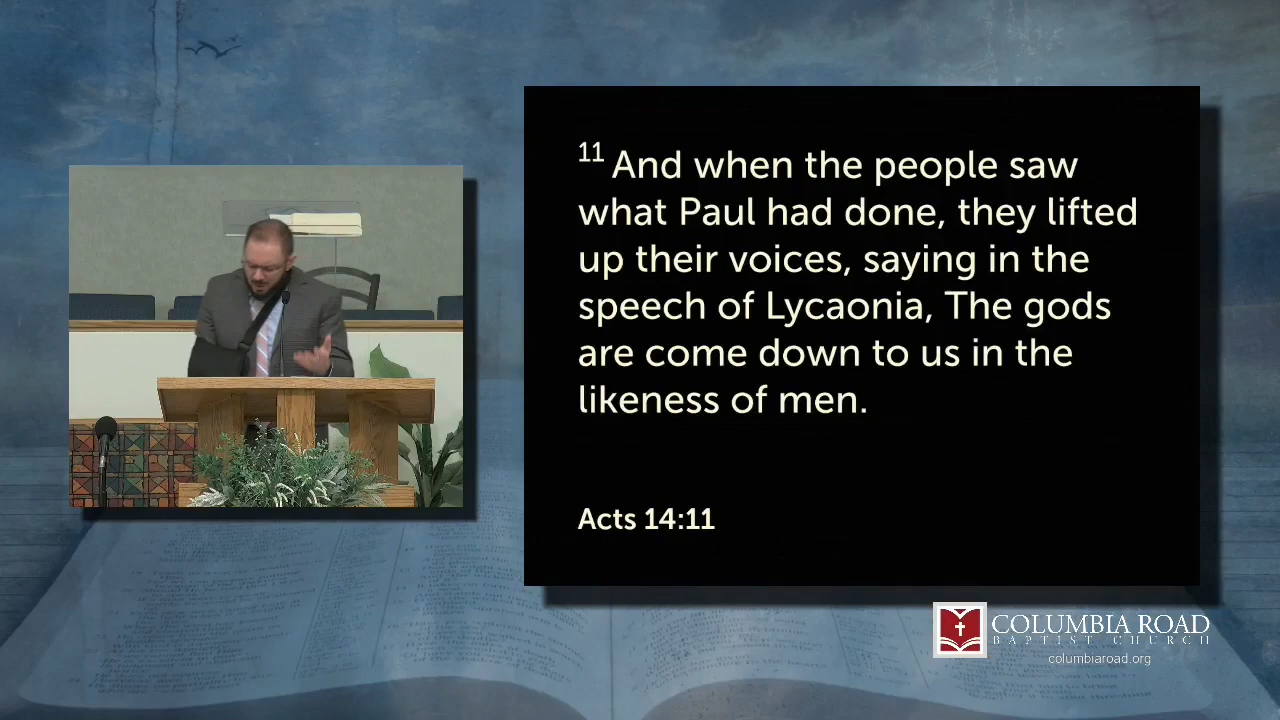 11 And when the people saw
what Paul had done, they lifted
up their voices, saying in the
speech of Lycaonia, The gods
are come down to us in the
likeness of men.
Acts 14:11
COLUMBIA ROAD
BAPTIST CHURCH
columbiaroad.org